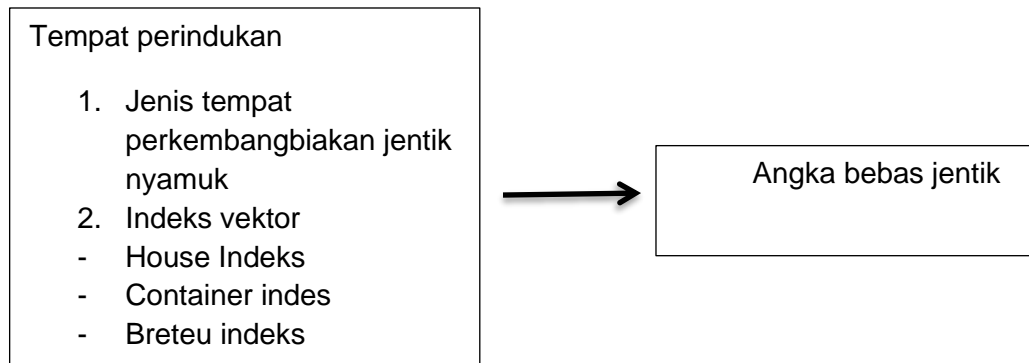 Tempat perindukan
1. Jenis tempat
perkembangbiakan jentik
nyamuk
2. Indeks vektor
- House Indeks
- Container indes
- Breteu indeks
Angka bebas jentik